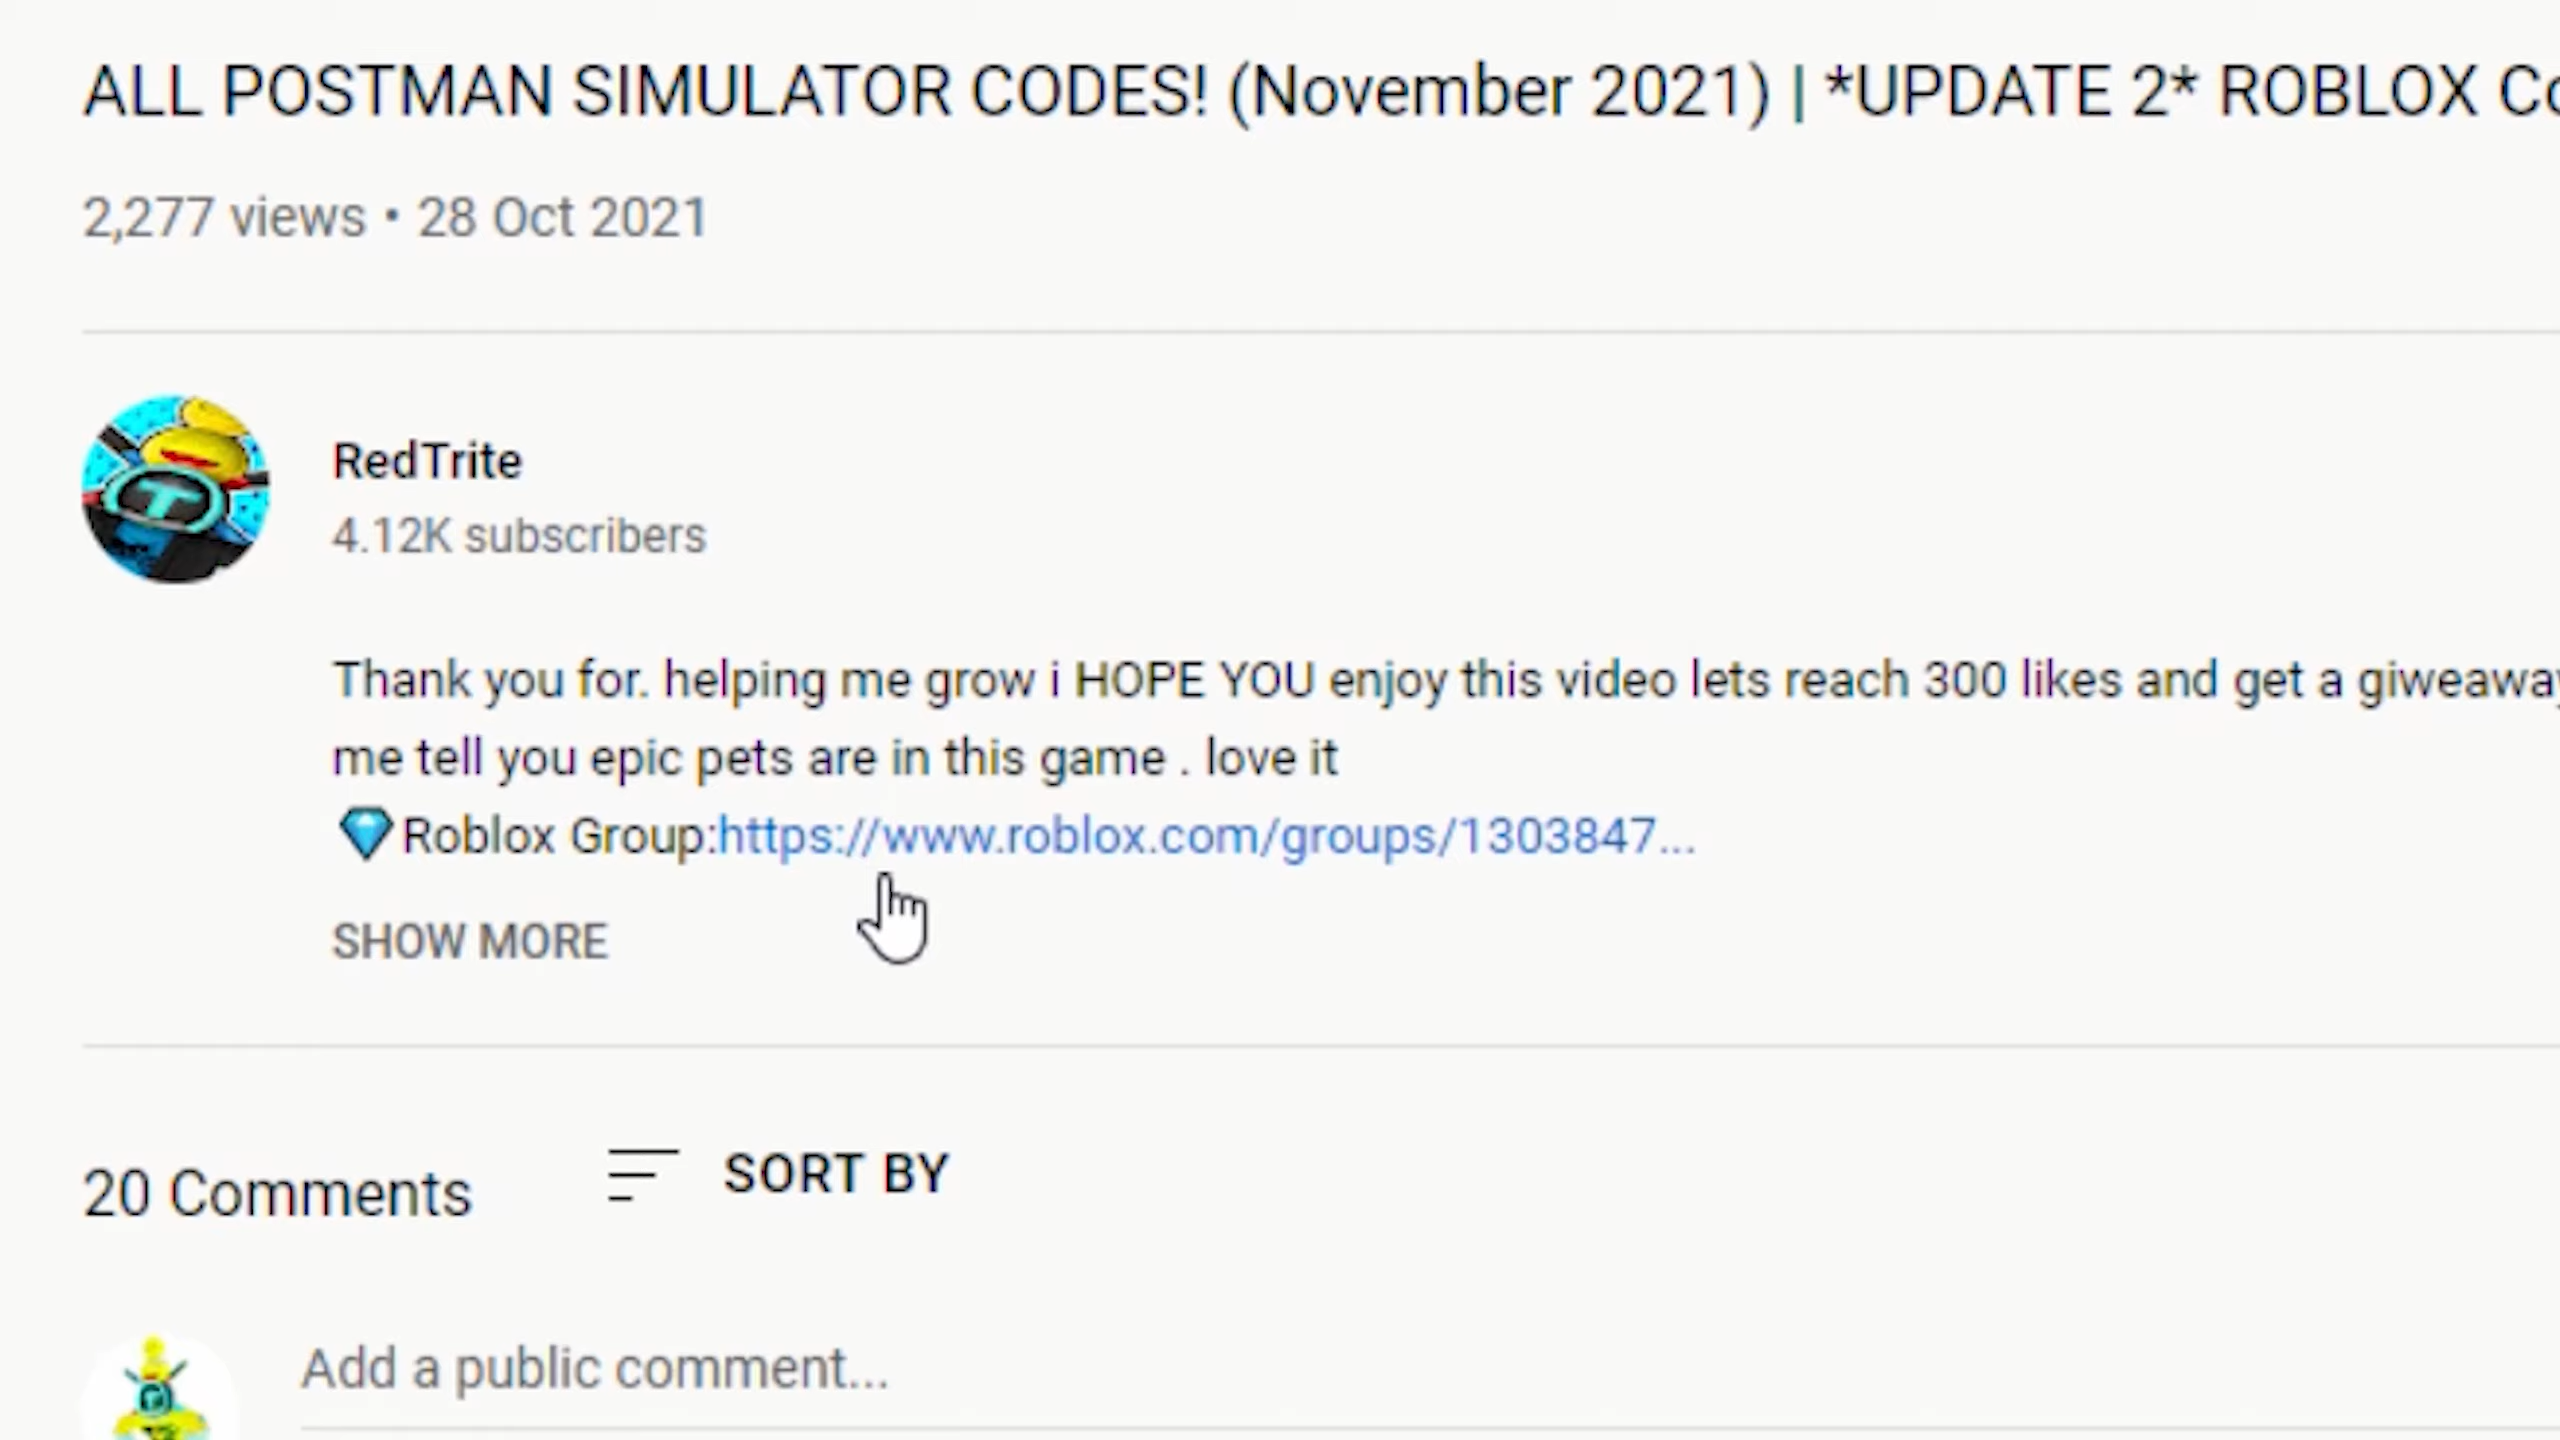 ALL POSTMAN SIMULATOR CODES! (November 2021) | *UPDATE 2* ROBLOX Co
2,277 views • 28 Oct 2021
RedTrite
4.12K subscribers
Thank you for. helping me grow i HOPE YOU enjoy this video lets reach 300 likes and get a giweaway
me tell you epic pets are in this game . love it
💎Roblox Group:https://www.roblox.com/groups/1303847...
SHOW MORE
20 Comments
SORT BY
Add a public comment...